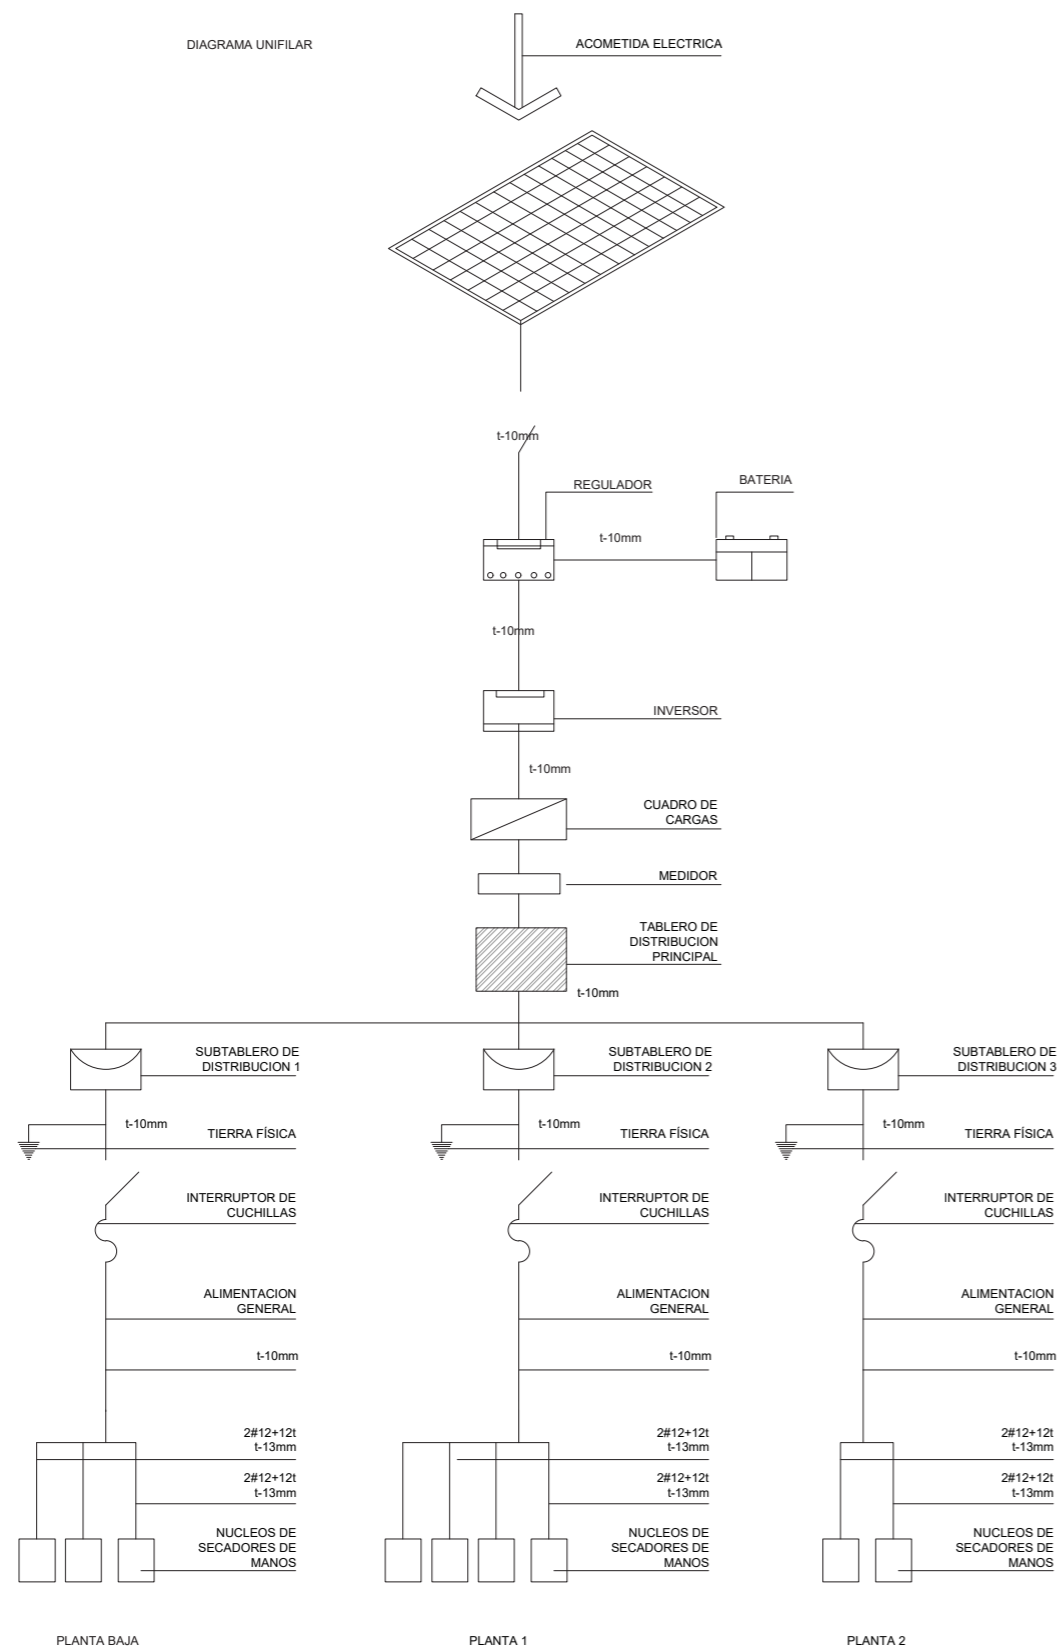 DIAGRAMA UNIFILAR
ACOMETIDA ELECTRICA
t-10mm
REGULADOR
BATERIA
t-10mm
t-10mm
INVERSOR
t-10mm
CUADRO DE
CARGAS
MEDIDOR
TABLERO DE
DISTRIBUCION
PRINCIPAL
t-10mm
SUBTABLERO DE
DISTRIBUCION 1
t-10mm
TIERRA FÍSICA
INTERRUPTOR DE
CUCHILLAS
ALIMENTACION
GENERAL
t-10mm
2#12+12t
t-13mm
2#12+12t
t-13mm
NUCLEOS DE
SECADORES DE
MANOS
PLANTA BAJA
SUBTABLERO DE
DISTRIBUCION 2
t-10mm
TIERRA FÍSICA
INTERRUPTOR DE
CUCHILLAS
ALIMENTACION
GENERAL
t-10mm
2#12+12t
t-13mm
2#12+12t
t-13mm
NUCLEOS DE
SECADORES DE
MANOS
PLANTA 1
SUBTABLERO DE
DISTRIBUCION 3
t-10mm
TIERRA FÍSICA
INTERRUPTOR DE
CUCHILLAS
ALIMENTACION
GENERAL
t-10mm
2#12+12t
t-13mm
2#12+12t
t-13mm
NUCLEOS DE
SECADORES DE
MANOS
PLANTA 2